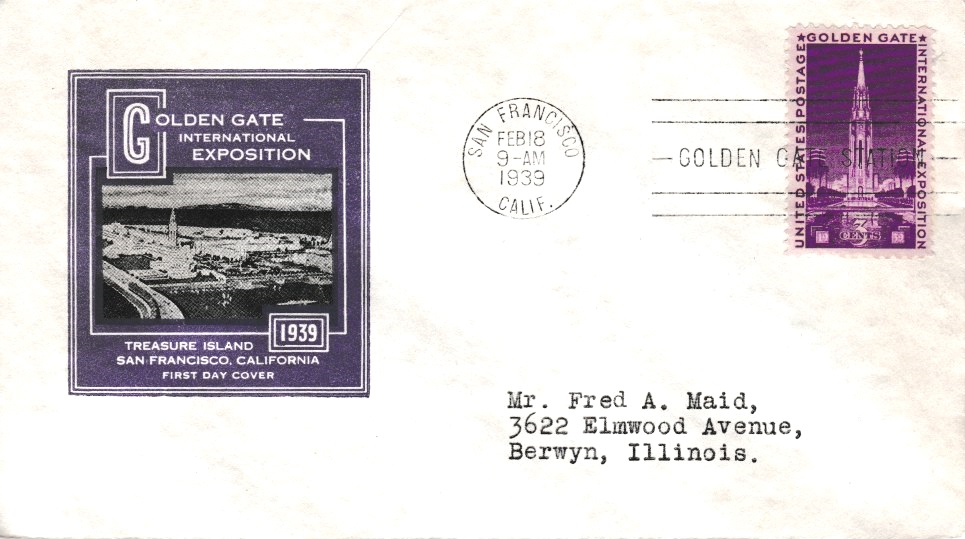 GOLDEN GATE
INTERNATIONAL
EXPOSITION
1939
TREASURE ISLAND
SAN FRANCISCO, CALIFORNIA
FIRST DAY COVER
SAN FRANCISCO
FEB 18
9-AM
1939
CALIF.
GOLDEN GATE STATION
UNITED STATES POSTAGE
★GOLDEN GATE★
INTERNATIONAL EXPOSITION
3
CENTS
Mr. Fred A. Maid,
3622 Elmwood Avenue,
Berwyn, Illinois.